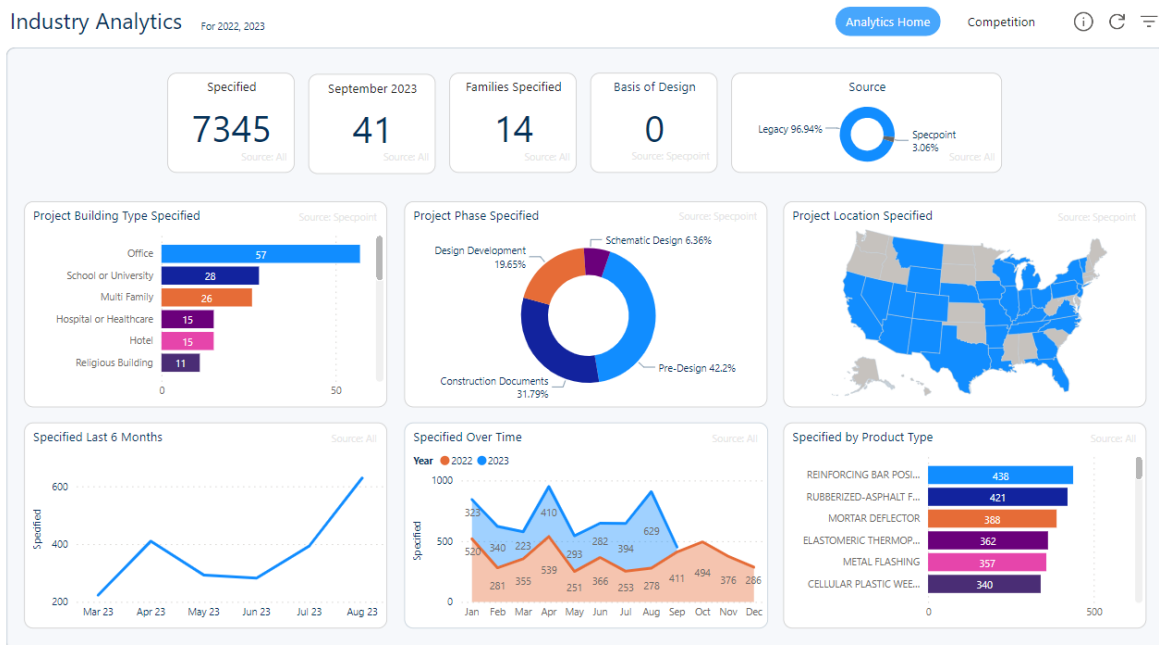 Industry Analytics For 2022, 2023
Analytics Home
Competition
Specified
7345
Source: All
September 2023
41
Source: All
Families Specified
14
Source: All
Basis of Design
0
Source: Specpoint
Source
Legacy 96.94%
Specpoint
3.06%
Source: All
Project Building Type Specified
Source: Specpoint
Office 57
School or University 28
Multi Family 26
Hospital or Healthcare 15
Hotel 15
Religious Building 11
0 50
Project Phase Specified
Source: Specpoint
Schematic Design 6.36%
Design Development
19.65%
Pre-Design 42.2%
Construction Documents
31.79%
Project Location Specified
Source: Specpoint
Specified Last 6 Months
Source: All
Specified
600
400
200
Mar 23 Apr 23 May 23 Jun 23 Jul 23 Aug 23
Specified Over Time
Source: All
Year 2022 2023
Specified
1000
500
0
323 340 223 410 293 282 394 629
520 281 355 539 251 366 253 278 411 494 376 286
Jan Feb Mar Apr May Jun Jul Aug Sep Oct Nov Dec
Specified by Product Type
Source: All
REINFORCING BAR POSI... 438
RUBBERIZED-ASPHALT F... 421
MORTAR DEFLECTOR 388
ELASTOMERIC THERMOP... 362
METAL FLASHING 357
CELLULAR PLASTIC WEE... 340
0 500